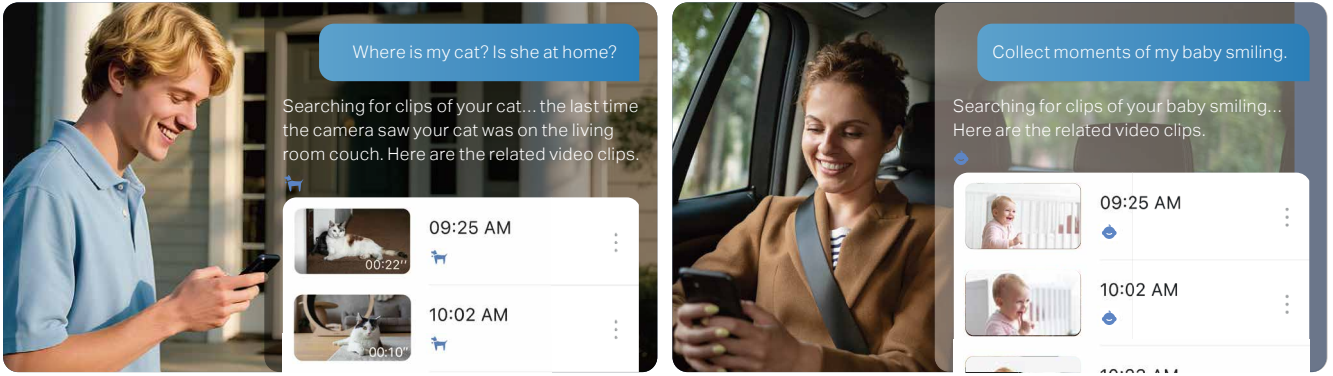 Where is my cat? Is she at home?
Searching for clips of your cat... the last time
the camera saw your cat was on the living
room couch. Here are the related video clips.
00:22''
09:25 AM
00:10"
10:02 AM
Collect moments of my baby smiling.
Searching for clips of your baby smiling...
Here are the related video clips.
09:25 AM
10:02 AM